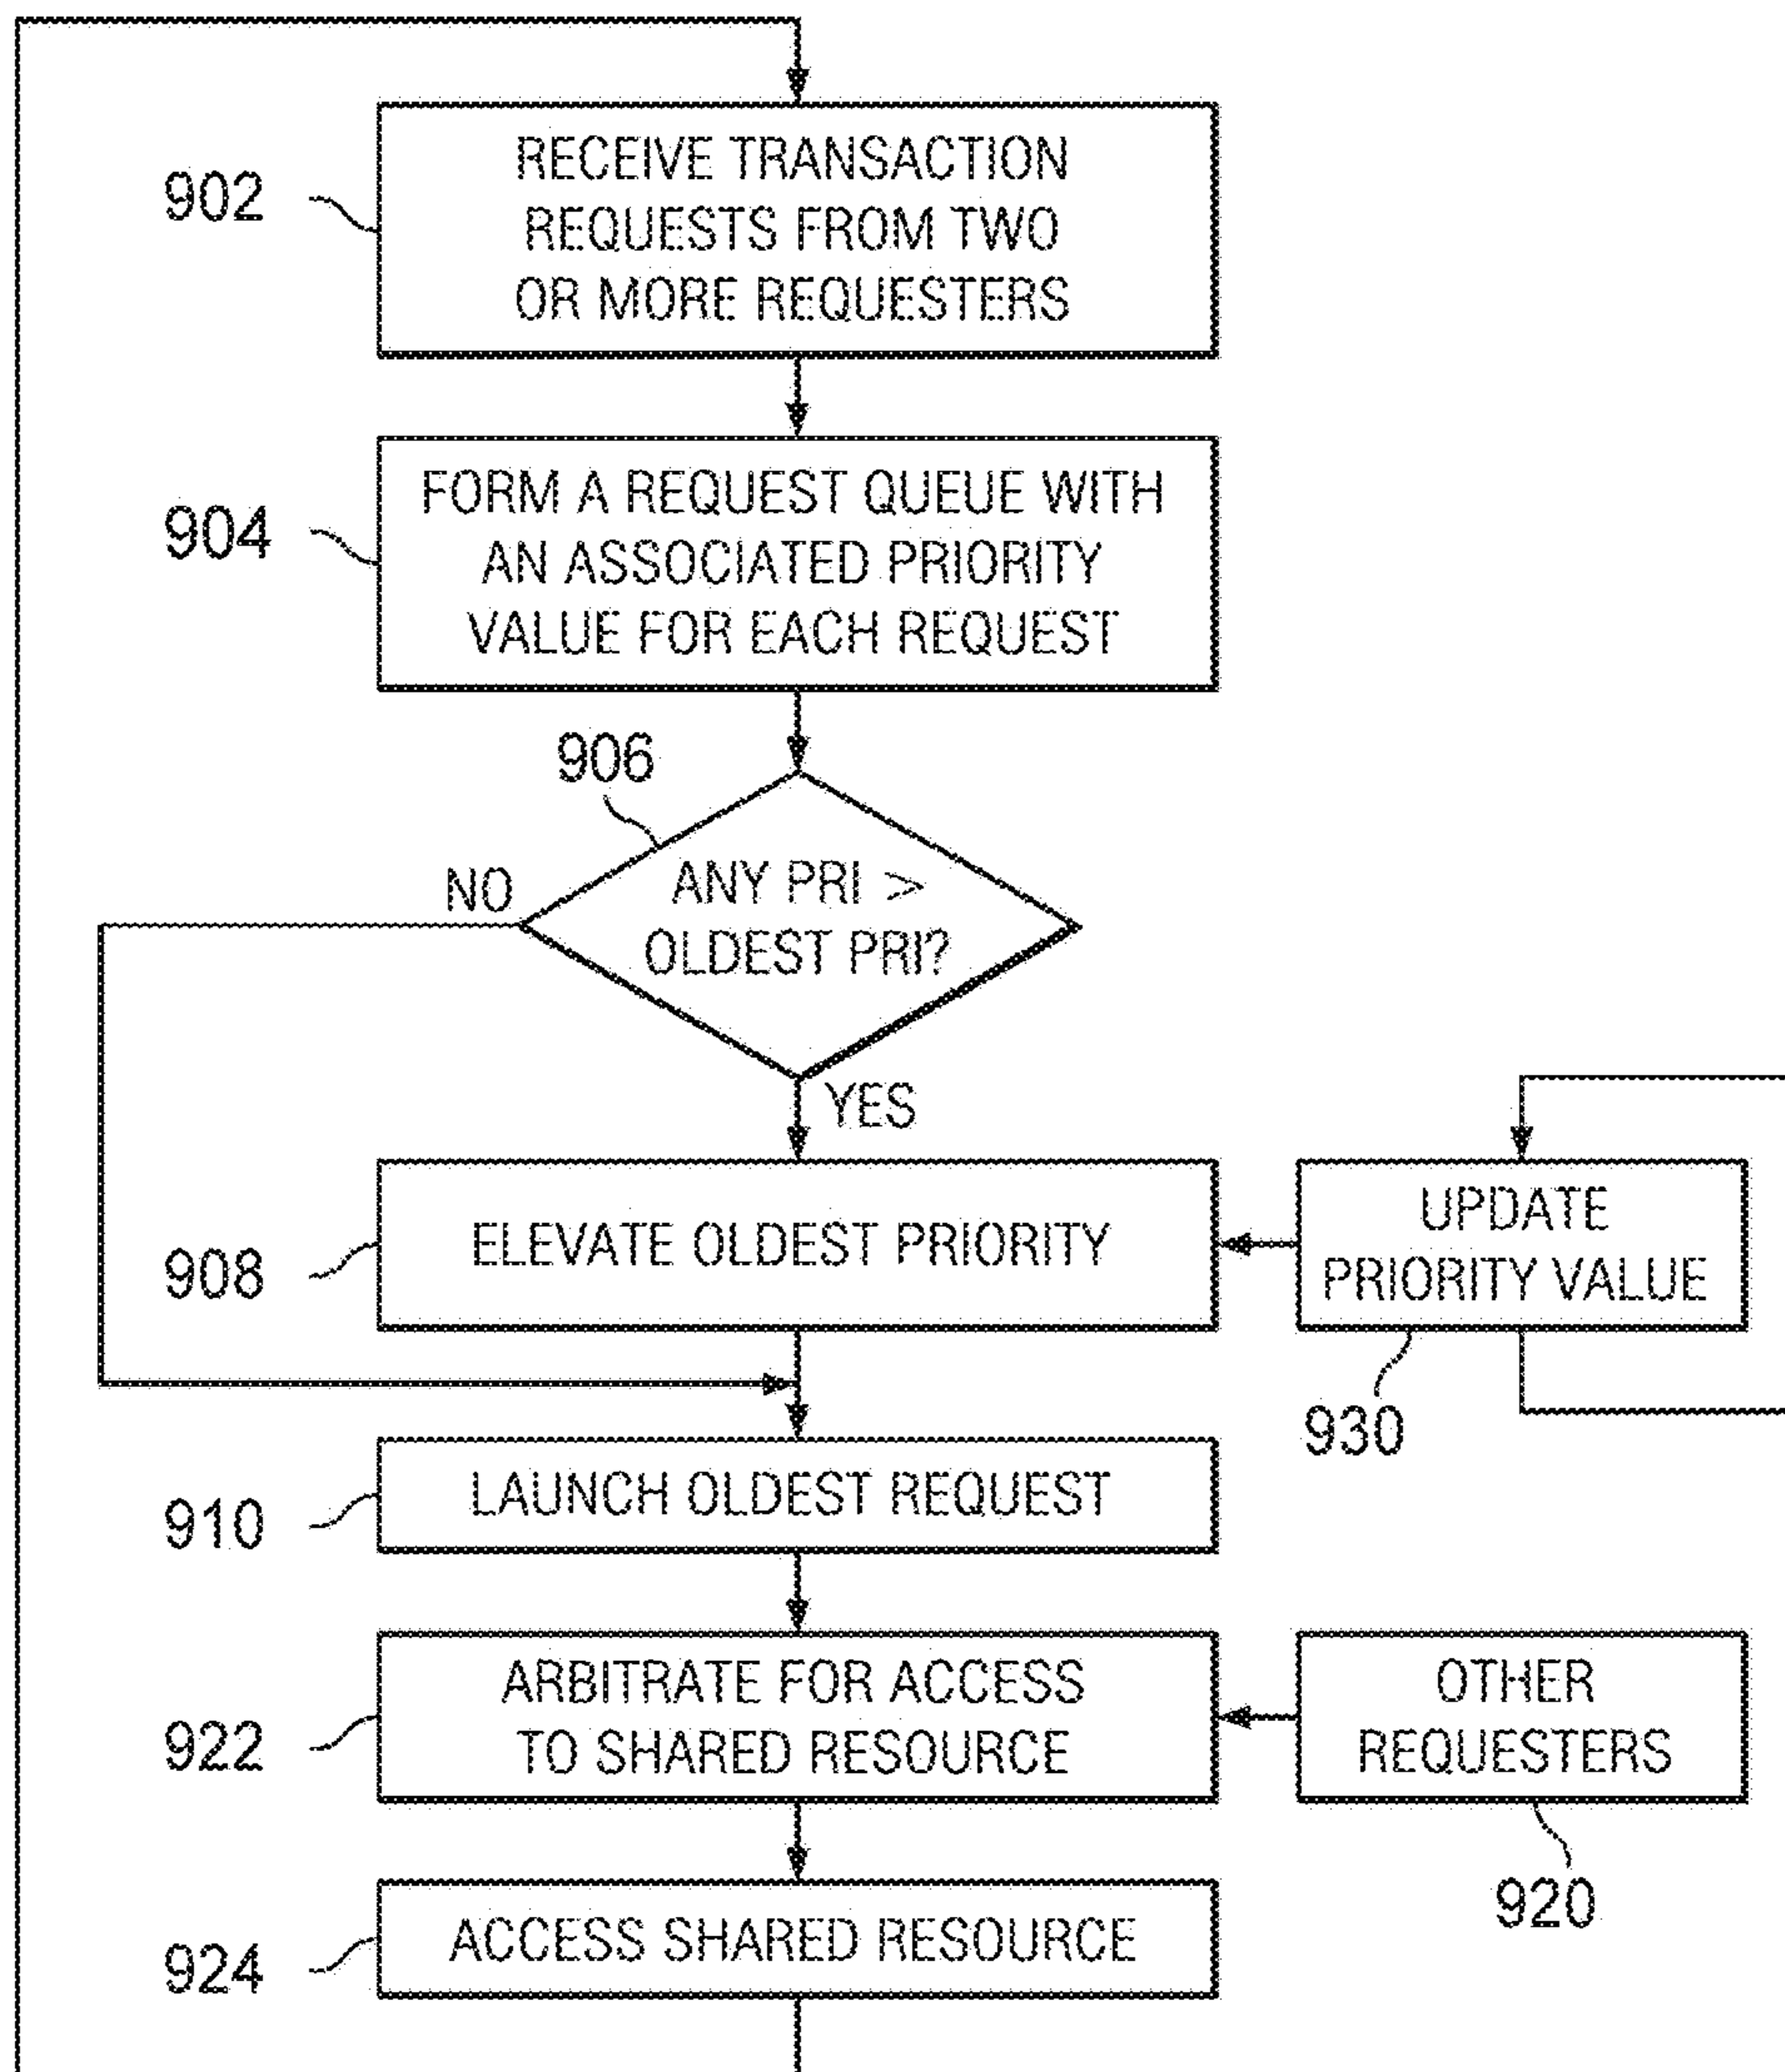 902
RECEIVE TRANSACTION
REQUESTS FROM TWO
OR MORE REQUESTERS
904
FORM A REQUEST QUEUE WITH
AN ASSOCIATED PRIORITY
VALUE FOR EACH REQUEST
906
NO
ANY PRI >
OLDEST PRI?
YES
908
ELEVATE OLDEST PRIORITY
UPDATE
PRIORITY VALUE
930
910
LAUNCH OLDEST REQUEST
922
ARBITRATE FOR ACCESS
TO SHARED RESOURCE
OTHER
REQUESTERS
920
924
ACCESS SHARED RESOURCE